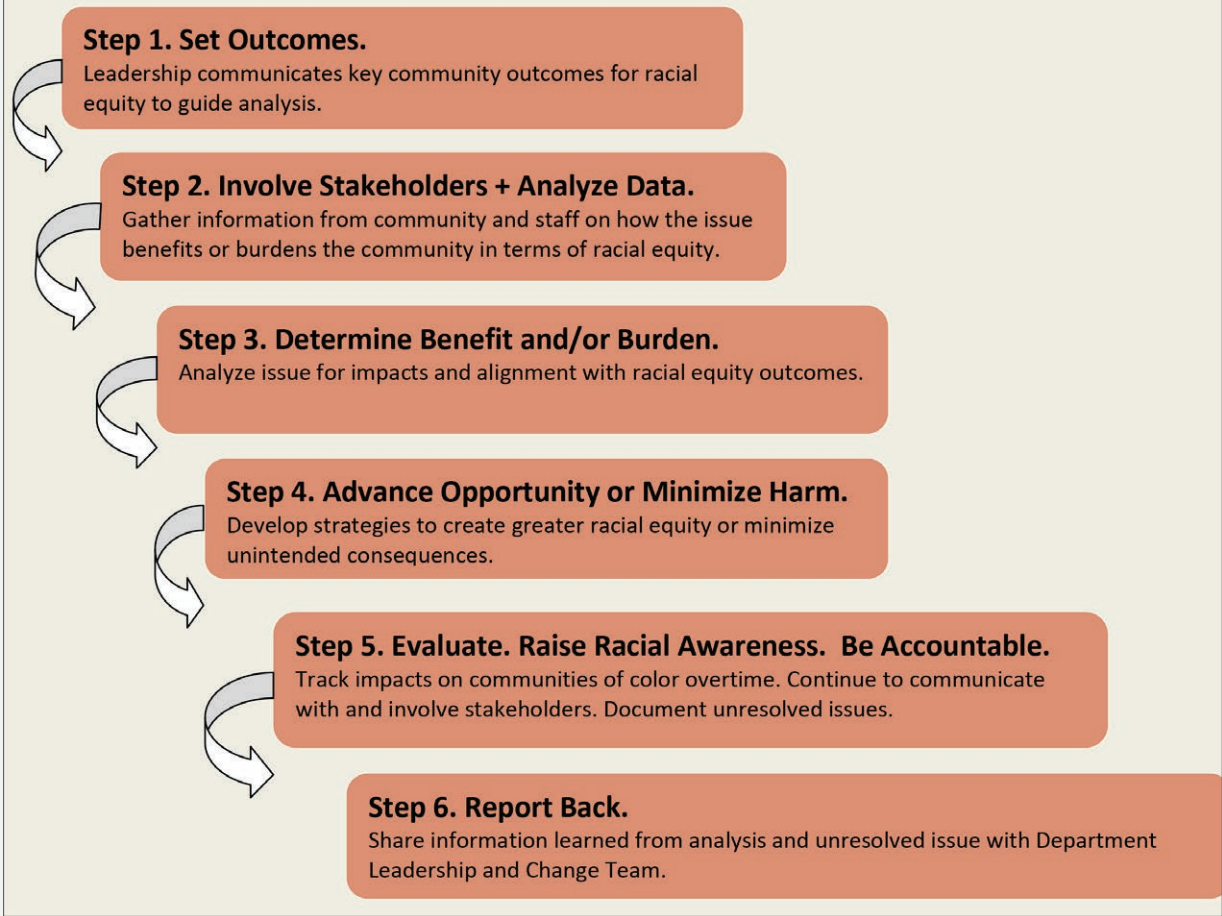 Step 1. Set Outcomes.
Leadership communicates key community outcomes for racial
equity to guide analysis.
Step 2. Involve Stakeholders + Analyze Data.
Gather information from community and staff on how the issue
benefits or burdens the community in terms of racial equity.
Step 3. Determine Benefit and/or Burden.
Analyze issue for impacts and alignment with racial equity outcomes.
Step 4. Advance Opportunity or Minimize Harm.
Develop strategies to create greater racial equity or minimize
unintended consequences.
Step 5. Evaluate. Raise Racial Awareness.  Be Accountable.
Track impacts on communities of color overtime. Continue to communicate
with and involve stakeholders. Document unresolved issues.
Step 6. Report Back.
Share information learned from analysis and unresolved issue with Department
Leadership and Change Team.